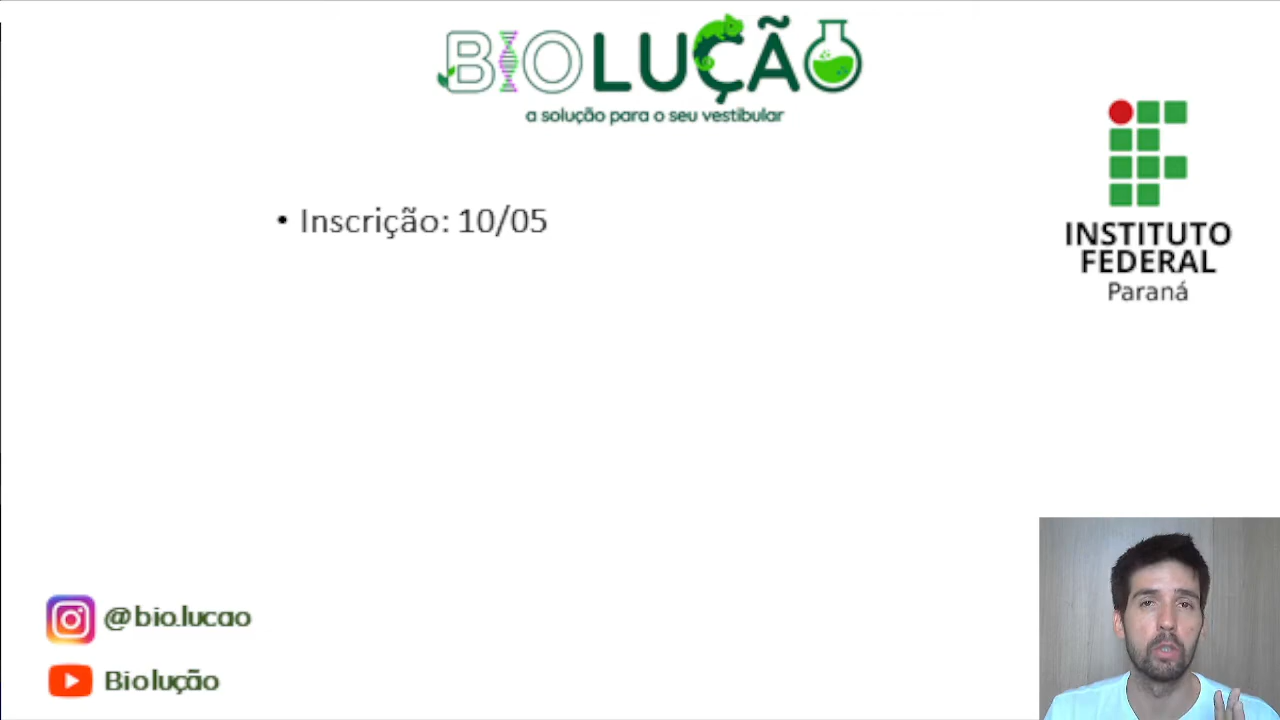 BIOLUÇÃO
a solução para o seu vestibular
• Inscrição: 10/05
INSTITUTO
FEDERAL
Paraná
@bio.lucao
Biolução